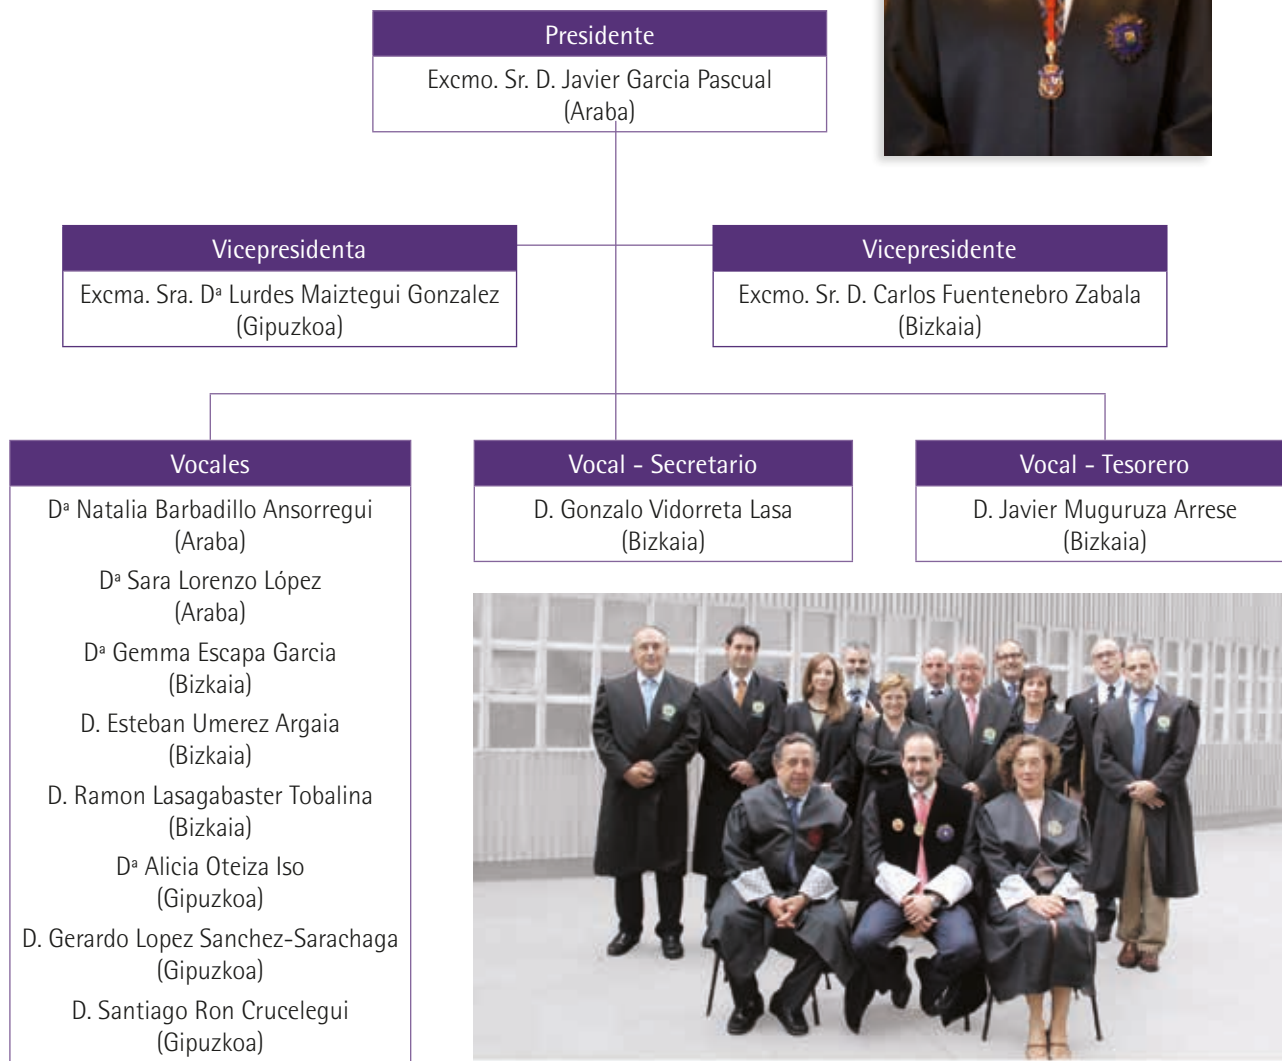 Presidente
Excmo. Sr. D. Javier Garcia Pascual
(Araba)
Vicepresidenta
Excma. Sra. Dª Lurdes Maiztegui Gonzalez
(Gipuzkoa)
Vicepresidente
Excmo. Sr. D. Carlos Fuentenebro Zabala
(Bizkaia)
Vocales
Dª Natalia Barbadillo Ansorregui
(Araba)
Dª Sara Lorenzo López
(Araba)
Dª Gemma Escapa Garcia
(Bizkaia)
D. Esteban Umerez Argaia
(Bizkaia)
D. Ramon Lasagabaster Tobalina
(Bizkaia)
Dª Alicia Oteiza Iso
(Gipuzkoa)
D. Gerardo Lopez Sanchez-Sarachaga
(Gipuzkoa)
D. Santiago Ron Crucelegui
(Gipuzkoa)
Vocal - Secretario
D. Gonzalo Vidorreta Lasa
(Bizkaia)
Vocal - Tesorero
D. Javier Muguruza Arrese
(Bizkaia)